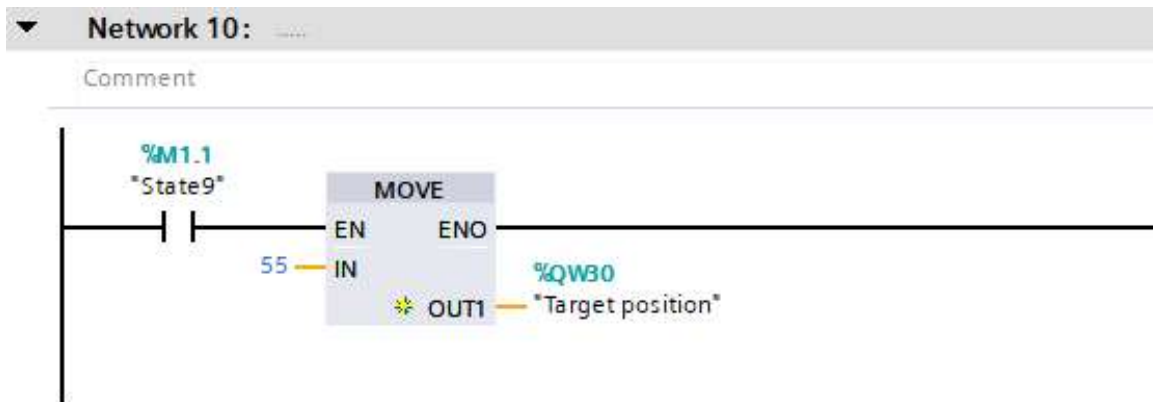 Network 10: .....
Comment
%M1.1
"State9"
MOVE
EN ENO
55 IN
%QW30
OUT1 "Target position"